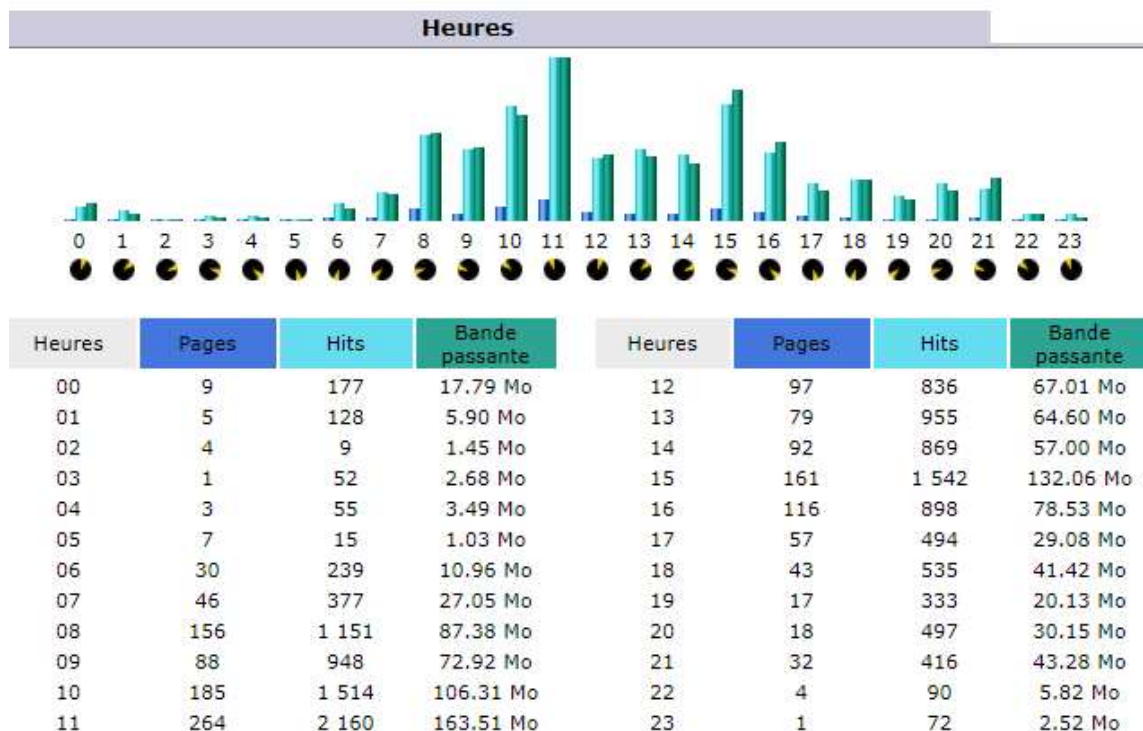 Heures
0 1 2 3 4 5 6 7 8 9 10 11 12 13 14 15 16 17 18 19 20 21 22 23
Heures Pages Hits Bande passante Heures Pages Hits Bande passante
00 9 177 17.79 Mo 12 97 836 67.01 Mo
01 5 128 5.90 Mo 13 79 955 64.60 Mo
02 4 9 1.45 Mo 14 92 869 57.00 Mo
03 1 52 2.68 Mo 15 161 1 542 132.06 Mo
04 3 55 3.49 Mo 16 116 898 78.53 Mo
05 7 15 1.03 Mo 17 57 494 29.08 Mo
06 30 239 10.96 Mo 18 43 535 41.42 Mo
07 46 377 27.05 Mo 19 17 333 20.13 Mo
08 156 1 151 87.38 Mo 20 18 497 30.15 Mo
09 88 948 72.92 Mo 21 32 416 43.28 Mo
10 185 1 514 106.31 Mo 22 4 90 5.82 Mo
11 264 2 160 163.51 Mo 23 1 72 2.52 Mo